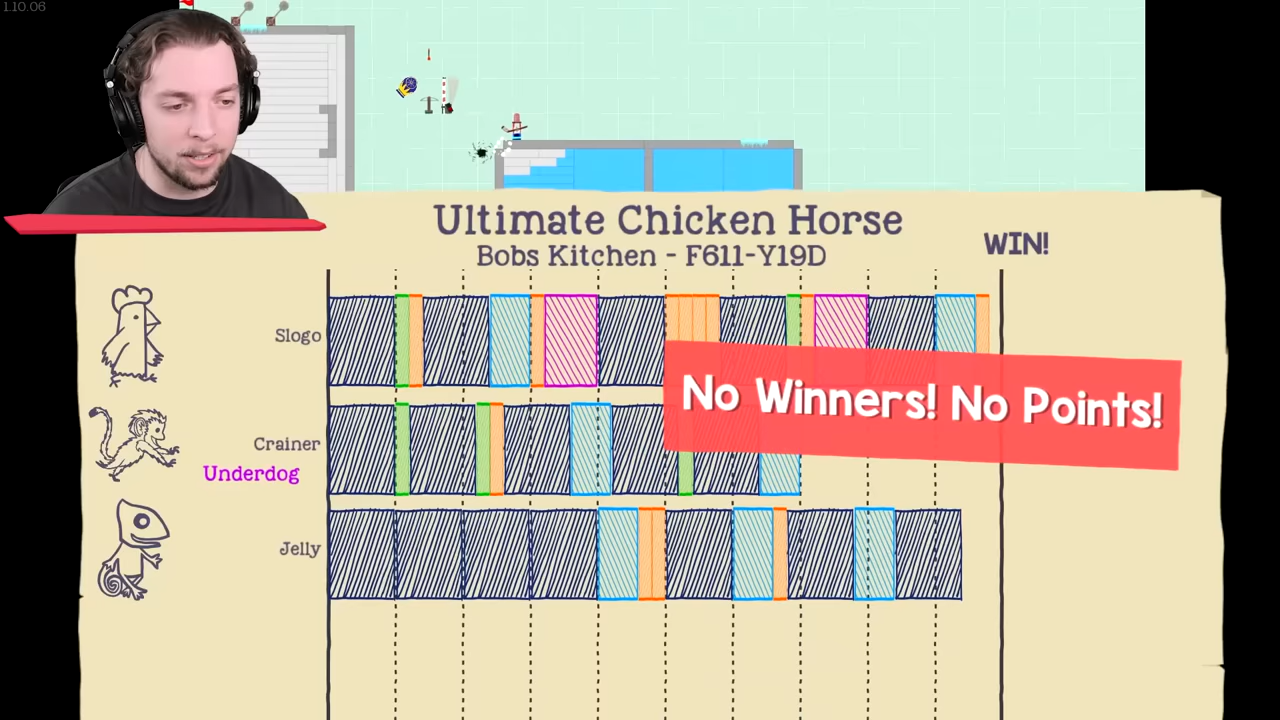 1.10.06
Ultimate Chicken Horse
Bobs Kitchen - F611-Y19D
WIN!
Slogo
No Winners! No Points!
Crainer
Underdog
Jelly